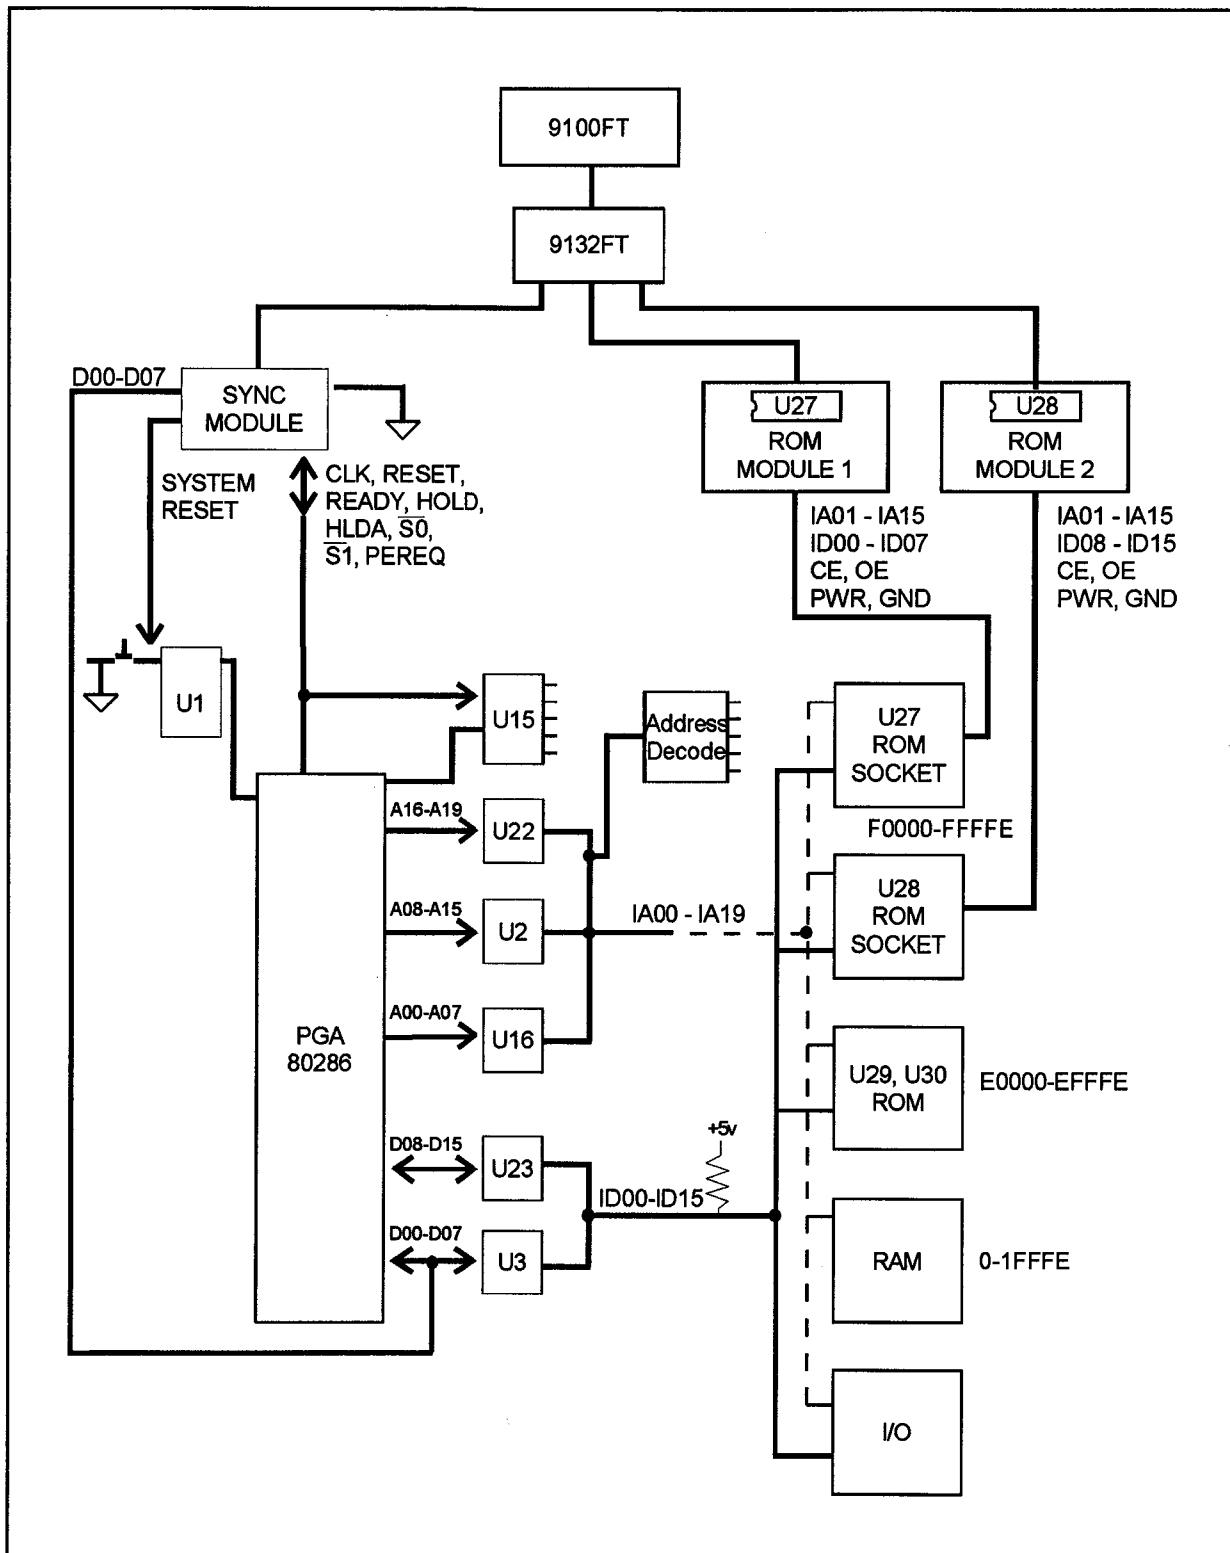 9100FT
9132FT
D00-D07
SYNC
MODULE
U27
ROM
MODULE 1
U28
ROM
MODULE 2
SYSTEM
RESET
CLK, RESET,
READY, HOLD,
HLDA, S̅0̅,
S̅1̅, PEREQ
IA01 - IA15
ID00 - ID07
CE, OE
PWR, GND
IA01 - IA15
ID08 - ID15
CE, OE
PWR, GND
U1
U15
Address
Decode
U27
ROM
SOCKET
A16-A19
U22
F0000-FFFFE
A08-A15
U2
IA00 - IA19
U28
ROM
SOCKET
PGA
80286
A00-A07
U16
U29, U30
ROM
E0000-EFFFE
+5v
D08-D15
U23
ID00-ID15
D00-D07
U3
RAM
0-1FFFE
I/O